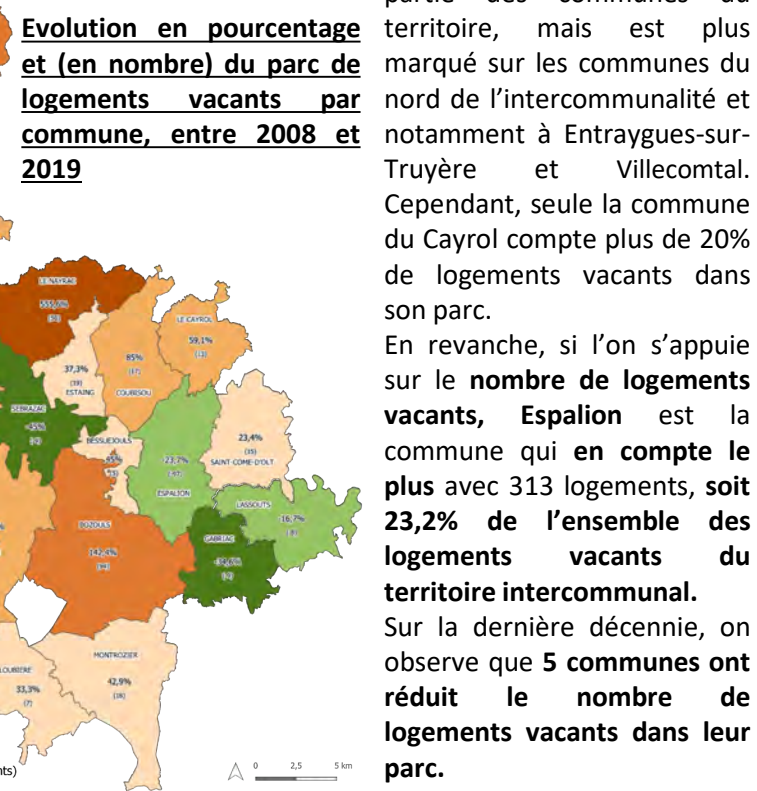 Evolution en pourcentage
et (en nombre) du parc de
logements vacants par
commune, entre 2008 et
2019
territoire, mais est plus
marqué sur les communes du
nord de l’intercommunalité et
notamment à Entraygues-sur-
Truyère et Villecomtal.
Cependant, seule la commune
du Cayrol compte plus de 20%
de logements vacants dans
son parc.
En revanche, si l’on s’appuie
sur le nombre de logements
vacants, Espalion est la
commune qui en compte le
plus avec 313 logements, soit
23,2% de l’ensemble des
logements vacants du
territoire intercommunal.
Sur la dernière décennie, on
observe que 5 communes ont
réduit le nombre de
logements vacants dans leur
parc.
LE NAYRAC
LE CAYROL
59,1%
(13)
37,3%
(19)
ESTAING
85%
(17)
COUBISOU
SEBRAZAC
BESSUEJOULS
23,4%
SAINT-COME-D'OLT
23,7%
ESPALION
LASSOUTS
16,7%
GABRIAC
BOZOULS
142,4%
MONTROZIER
42,9%
(18)
LOUBIERE
33,3%
(7)
0 2,5 5 km
nts)